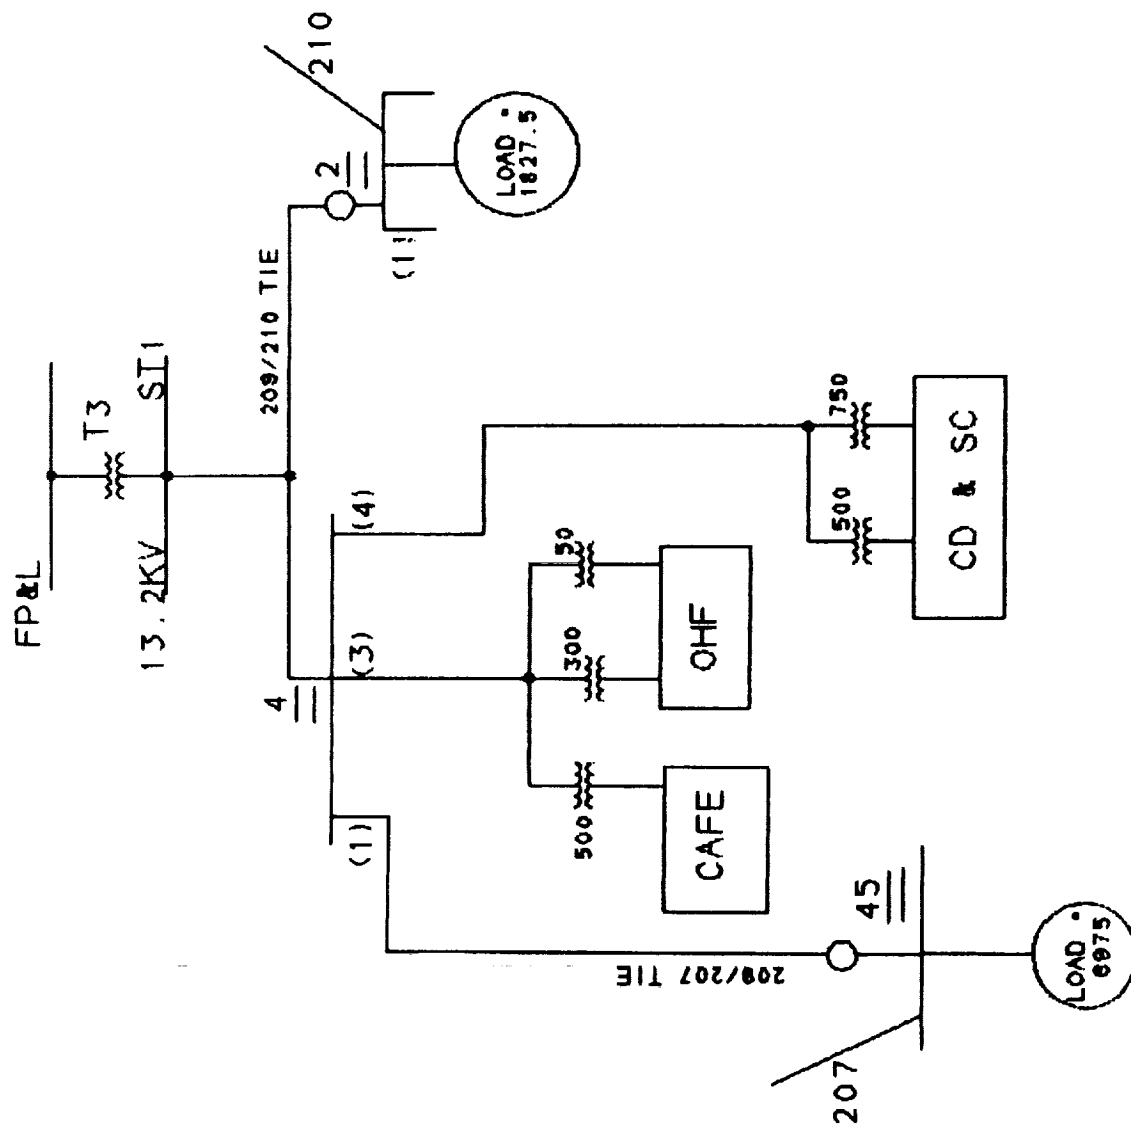 FP&L
T3
13.2KV
ST1
209/210 TIE
210
2
(1)
LOAD =
1827.5
4
(1)
(3)
(4)
500
300
50
500
750
CAFE
OHF
CD & SC
209/207 TIE
45
207
LOAD =
6975